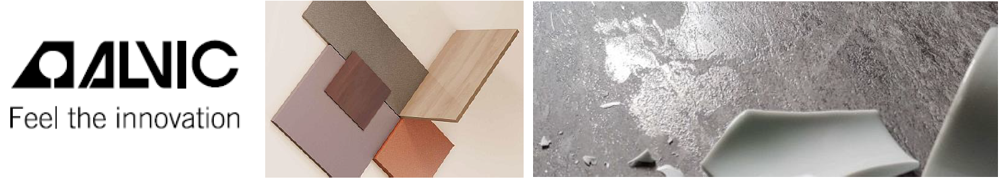 ALVIC
Feel the innovation